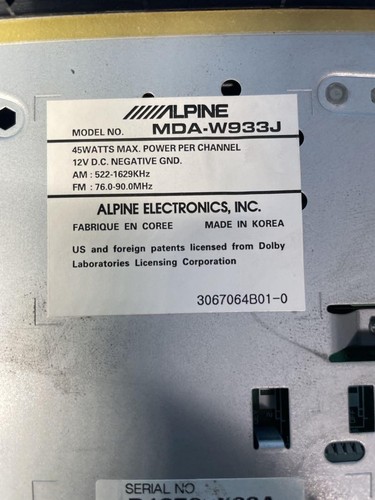 ALPINE
MODEL NO. MDA-W933J
45WATTS MAX. POWER PER CHANNEL
12V D.C. NEGATIVE GND.
AM : 522-1629KHz
FM : 76.0-90.0MHz
ALPINE ELECTRONICS, INC.
FABRIQUE EN COREE MADE IN KOREA
US and foreign patents licensed from Dolby
Laboratories Licensing Corporation
3067064B01-0
SERIAL NO